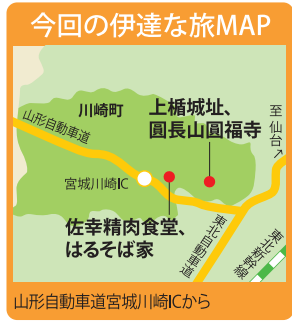 今回の伊達な旅MAP
川崎町
上楯城址、
圓長山圓福寺
至仙台↗
山形自動車道
宮城川崎IC
佐幸精肉食堂、
はるそば家
東北自動車道
東北新幹線
山形自動車道宮城川崎ICから